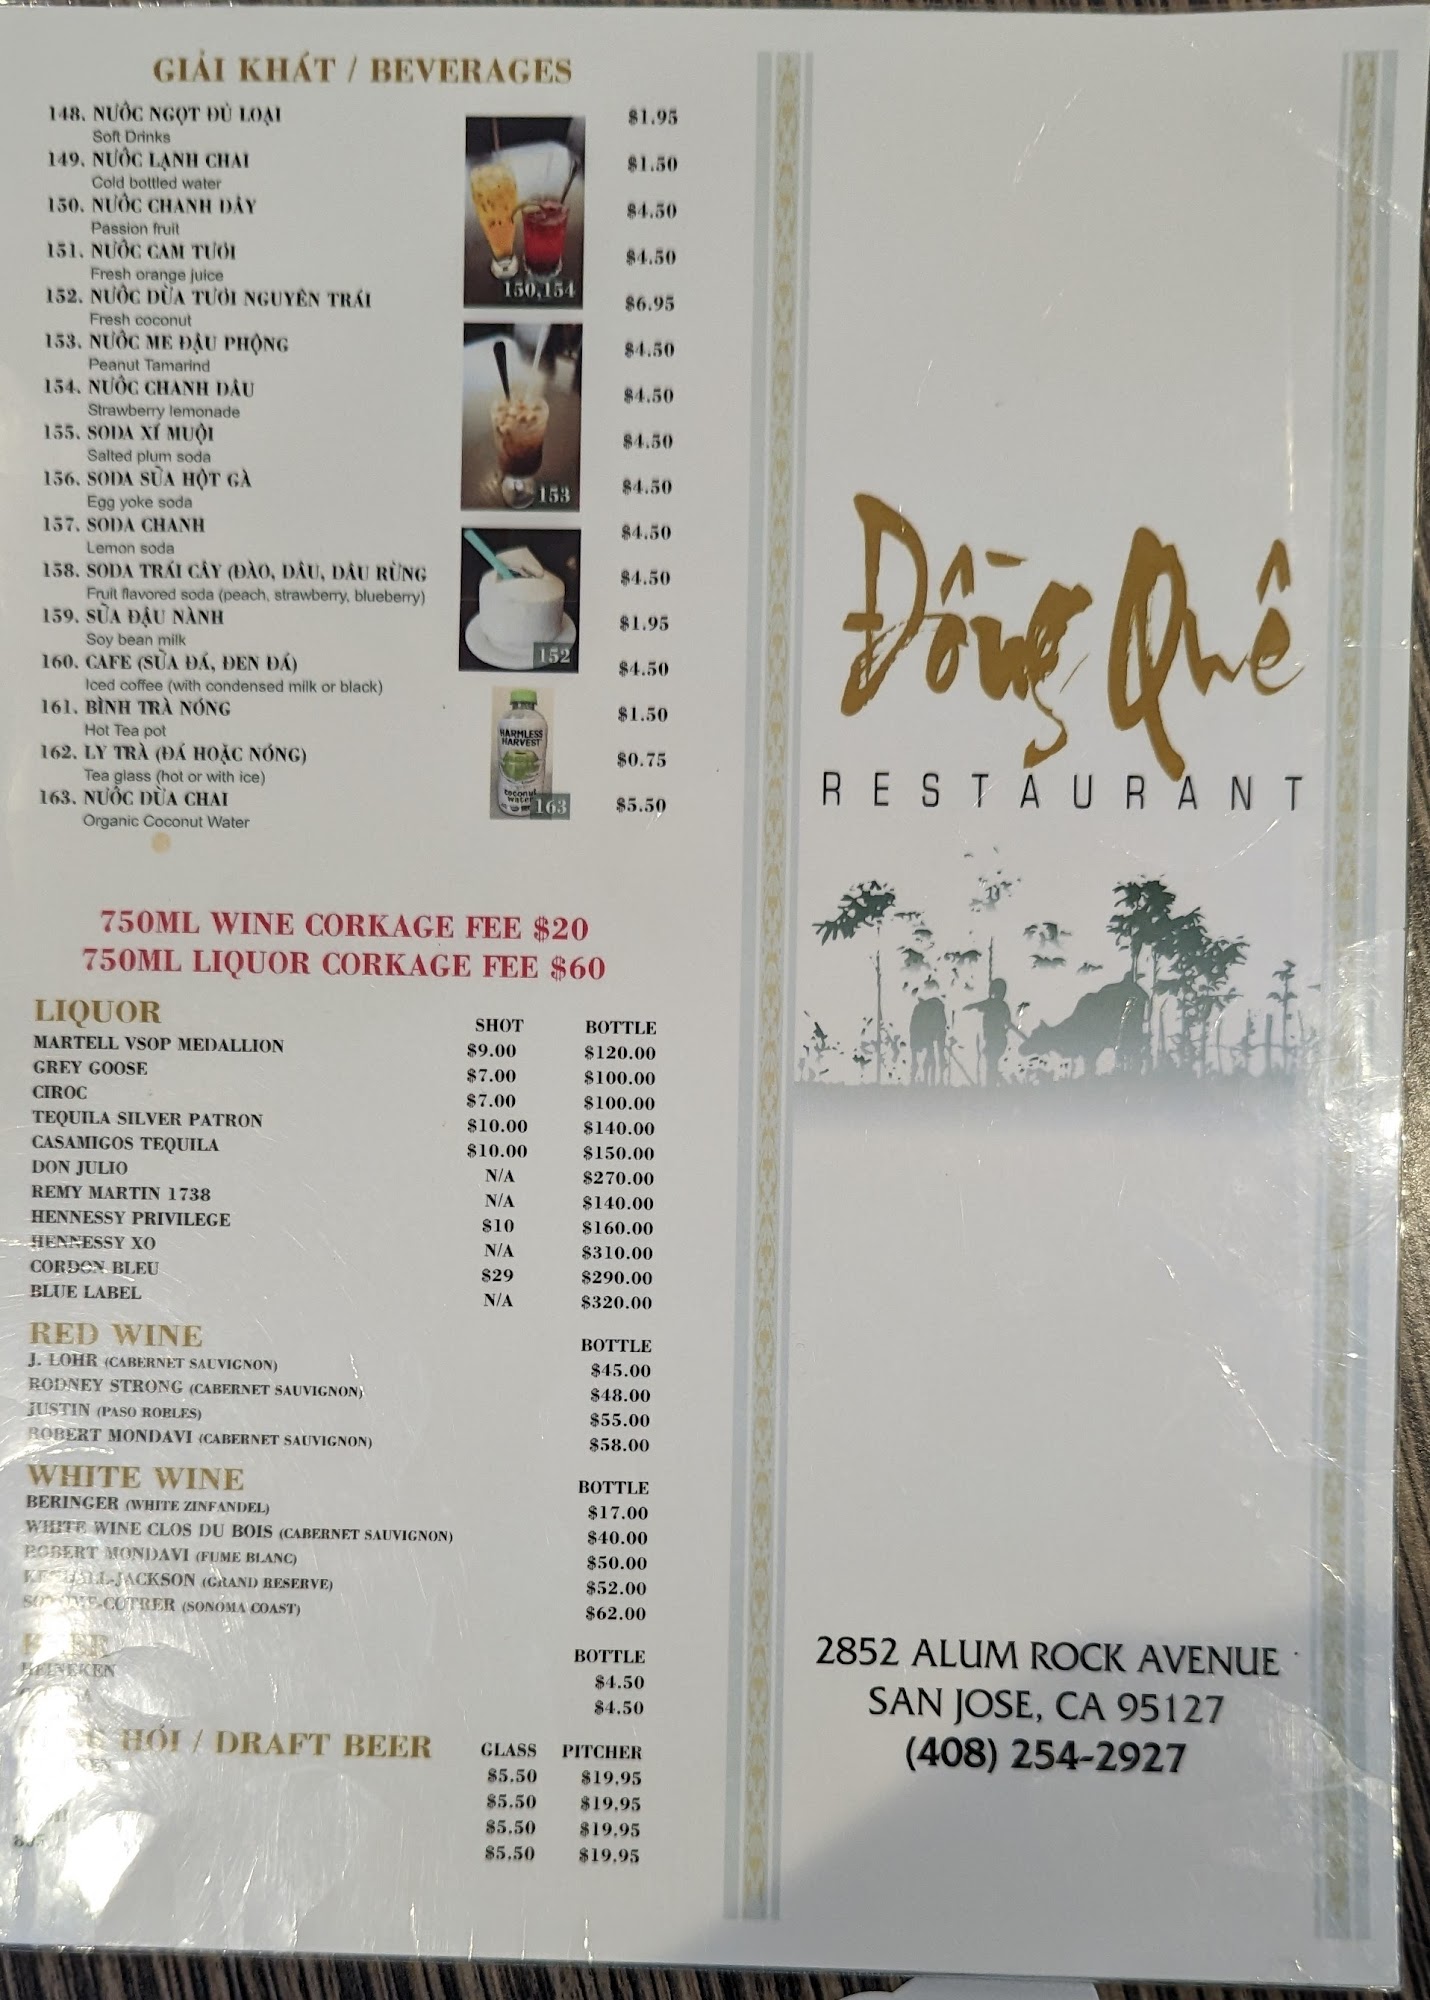 GIẢI KHÁT / BEVERAGES
148. NƯỚC NGỌT ĐỦ LOẠI $1.95
Soft Drinks
149. NƯỚC LẠNH CHAI $1.50
Cold bottled water
150. NƯỚC CHANH DÂY $4.50
Passion fruit
151. NƯỚC CAM TƯƠI $4.50
Fresh orange juice
152. NƯỚC DỪA TƯƠI NGUYÊN TRÁI $6.95
Fresh coconut
153. NƯỚC ME ĐẬU PHỘNG $4.50
Peanut Tamarind
154. NƯỚC CHANH DÂU $4.50
Strawberry lemonade
155. SODA XÍ MUỘI $4.50
Salted plum soda
156. SODA SỮA HỘT GÀ $4.50
Egg yoke soda
157. SODA CHANH $4.50
Lemon soda
158. SODA TRÁI CÂY (ĐÀO, DÂU, DÂU RỪNG $4.50
Fruit flavored soda (peach, strawberry, blueberry)
159. SỮA ĐẬU NÀNH $1.95
Soy bean milk
160. CAFE (SỮA ĐÁ, ĐEN ĐÁ) $4.50
Iced coffee (with condensed milk or black)
161. BÌNH TRÀ NÓNG $1.50
Hot Tea pot
162. LY TRÀ (ĐÁ HOẶC NÓNG) $0.75
Tea glass (hot or with ice)
163. NƯỚC DỪA CHAI $5.50
Organic Coconut Water
150,154
153
152
HARMLESS
HARVEST
coconut
water
163
750ML WINE CORKAGE FEE $20
750ML LIQUOR CORKAGE FEE $60
LIQUOR SHOT BOTTLE
MARTELL VSOP MEDALLION $9.00 $120.00
GREY GOOSE $7.00 $100.00
CIROC $7.00 $100.00
TEQUILA SILVER PATRON $10.00 $140.00
CASAMIGOS TEQUILA $10.00 $150.00
DON JULIO N/A $270.00
REMY MARTIN 1738 N/A $140.00
HENNESSY PRIVILEGE $10 $160.00
HENNESSY XO N/A $310.00
CORDON BLEU $29 $290.00
BLUE LABEL N/A $320.00
RED WINE BOTTLE
J. LOHR (CABERNET SAUVIGNON) $45.00
RODNEY STRONG (CABERNET SAUVIGNON) $48.00
JUSTIN (PASO ROBLES) $55.00
ROBERT MONDAVI (CABERNET SAUVIGNON) $58.00
WHITE WINE BOTTLE
BERINGER (WHITE ZINFANDEL) $17.00
WHITE WINE CLOS DU BOIS (CABERNET SAUVIGNON) $40.00
ROBERT MONDAVI (FUME BLANC) $50.00
KENDALL-JACKSON (GRAND RESERVE) $52.00
(SONOMA COAST) $62.00
BOTTLE
HEINEKEN $4.50
$4.50
HƠI / DRAFT BEER GLASS PITCHER
$5.50 $19.95
$5.50 $19.95
$5.50 $19.95
$5.50 $19.95
Đồng Quê
RESTAURANT
2852 ALUM ROCK AVENUE
SAN JOSE, CA 95127
(408) 254-2927